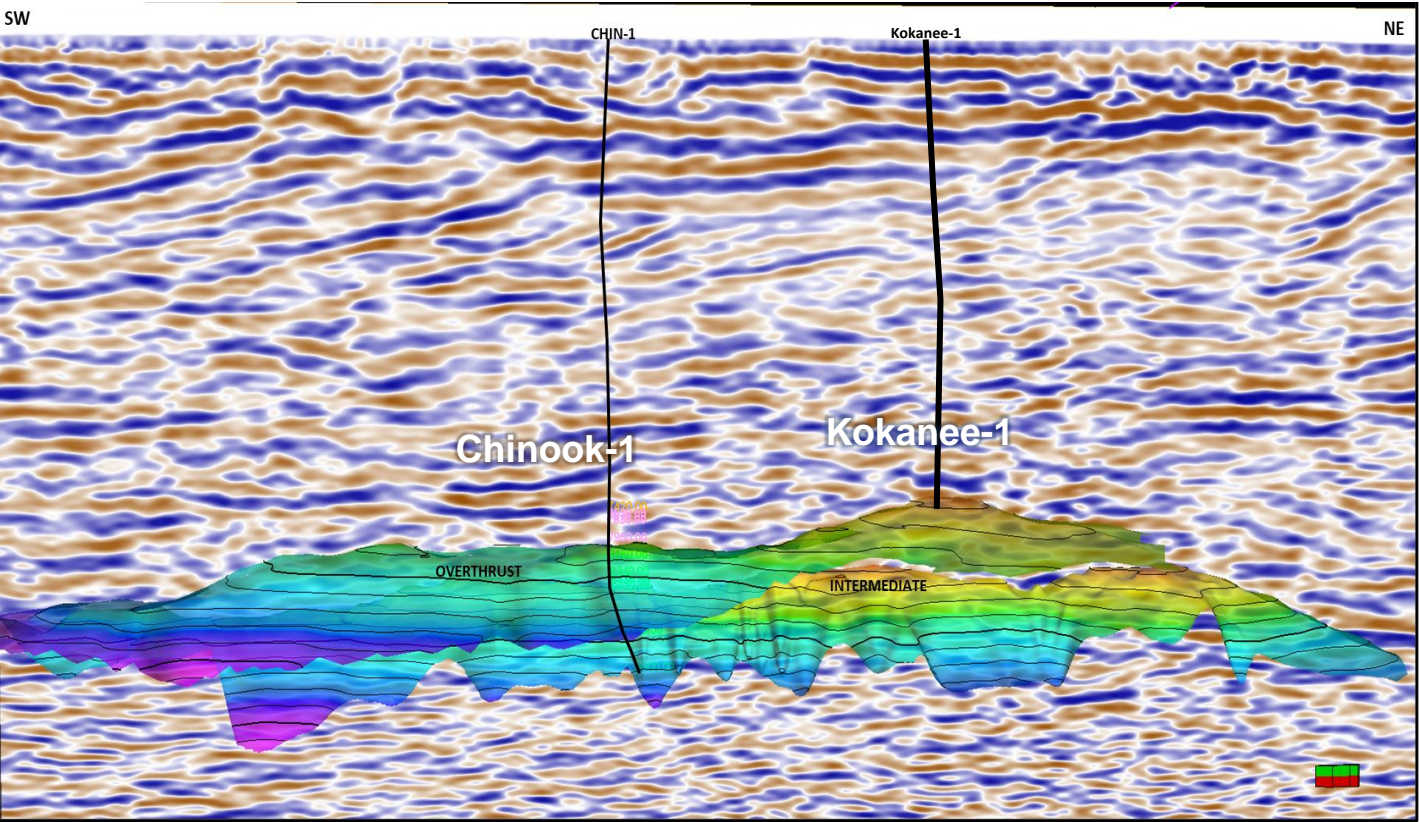 SW
CHIN-1
Kokanee-1
NE
Chinook-1
Kokanee-1
OVERTHRUST
INTERMEDIATE